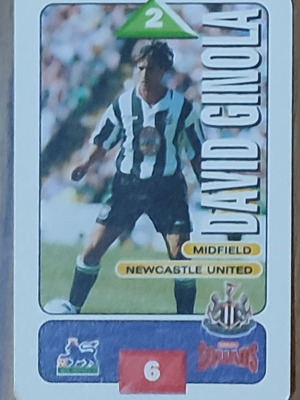 2
DAVID GINOLA
MIDFIELD
NEWCASTLE UNITED
6